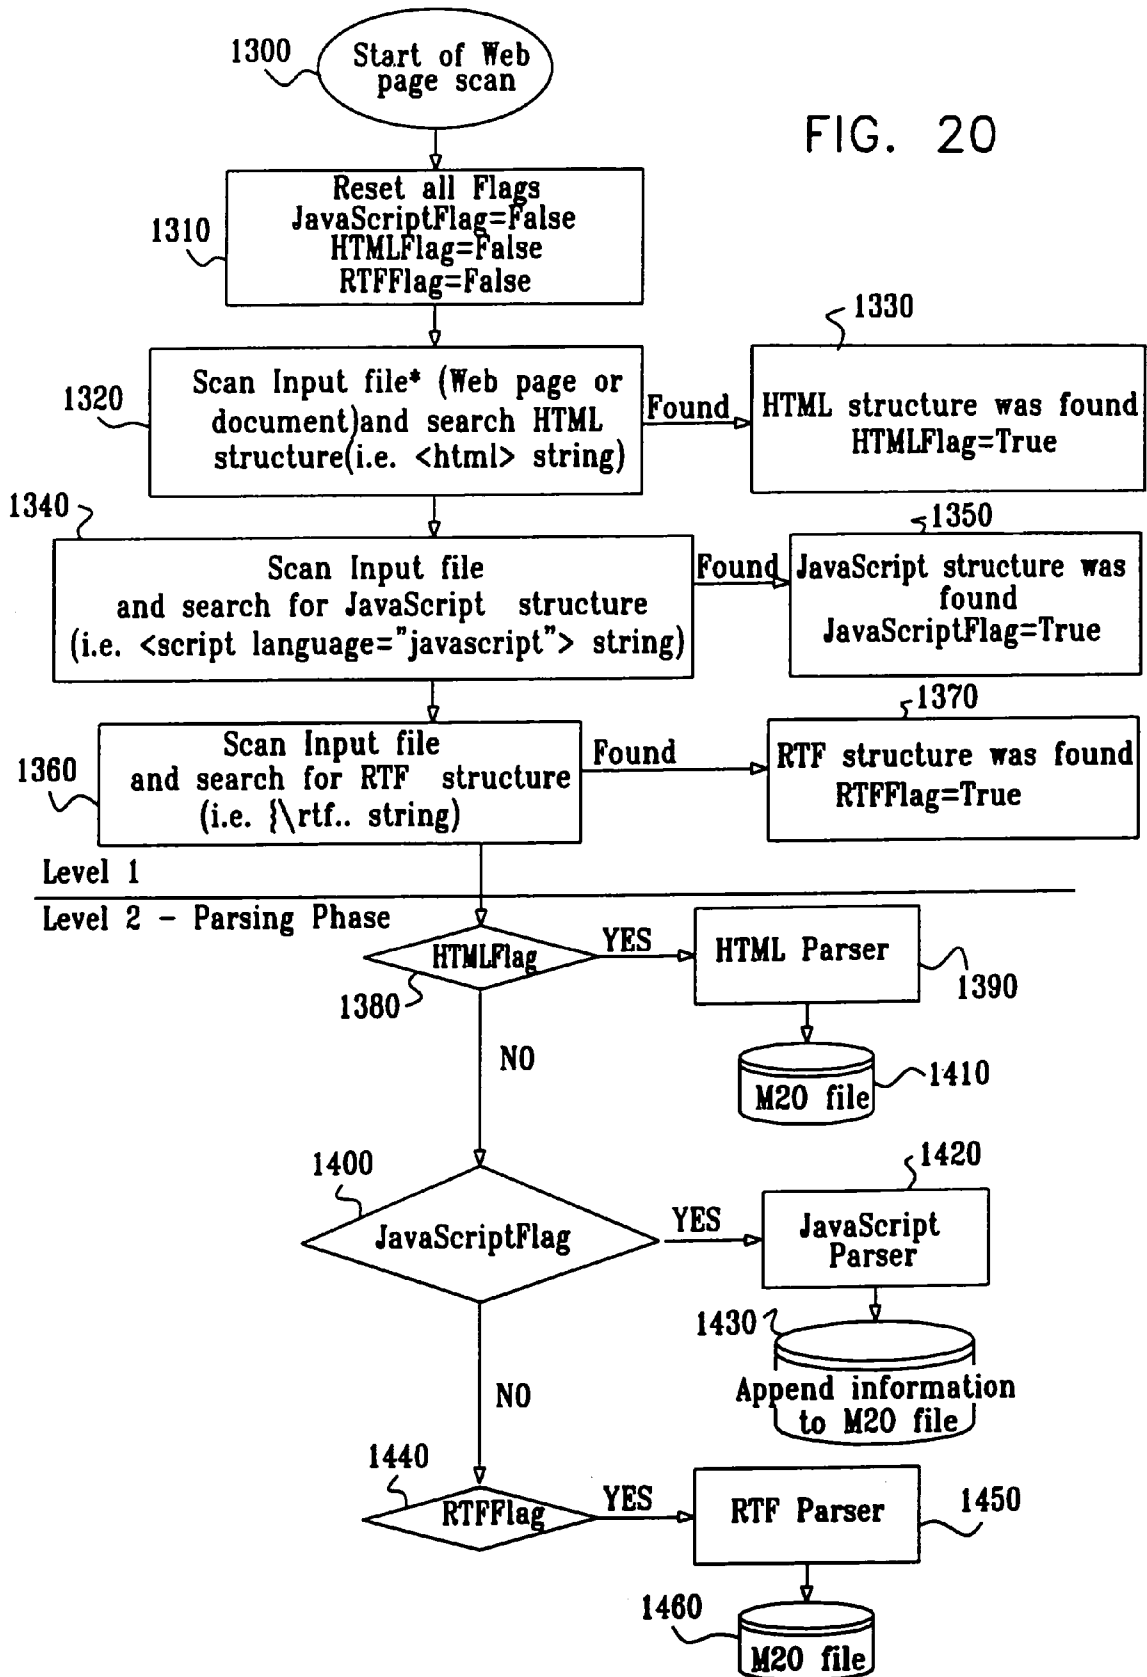 1300
Start of Web
page scan
FIG. 20
1310
Reset all Flags
JavaScriptFlag=False
HTMLFlag=False
RTFFlag=False
1320
Scan Input file* (Web page or
document)and search HTML
structure(i.e. <html> string)
Found
1330
HTML structure was found
HTMLFlag=True
1340
Scan Input file
and search for JavaScript structure
(i.e. <script language="javascript"> string)
Found
1350
JavaScript structure was
found
JavaScriptFlag=True
1360
Scan Input file
and search for RTF structure
(i.e. {\rtf.. string)
Found
1370
RTF structure was found
RTFFlag=True
Level 1
Level 2 - Parsing Phase
HTMLFlag
1380
YES
HTML Parser
1390
NO
M20 file
1410
1400
JavaScriptFlag
YES
1420
JavaScript
Parser
1430
Append information
to M20 file
NO
1440
RTFFlag
YES
RTF Parser
1450
1460
M20 file